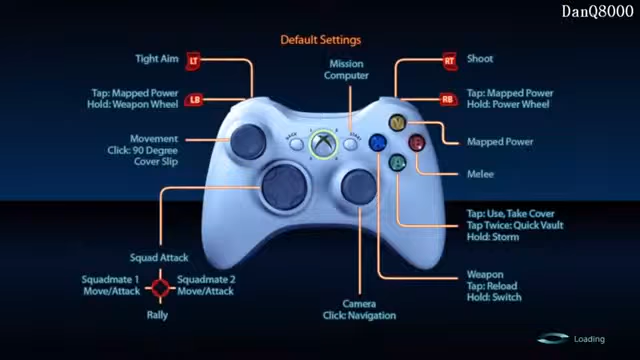 DanQ8000
Default Settings
Tight Aim
LT
Mission
Computer
RT
Shoot
Tap: Mapped Power
Hold: Weapon Wheel
LB
RB
Tap: Mapped Power
Hold: Power Wheel
Movement
Click: 90 Degree
Cover Slip
BACK
START
Y
X
B
A
Mapped Power
Melee
Tap: Use, Take Cover
Tap Twice: Quick Vault
Hold: Storm
Squad Attack
Squadmate 1
Move/Attack
Squadmate 2
Move/Attack
Rally
Weapon
Tap: Reload
Hold: Switch
Camera
Click: Navigation
Loading